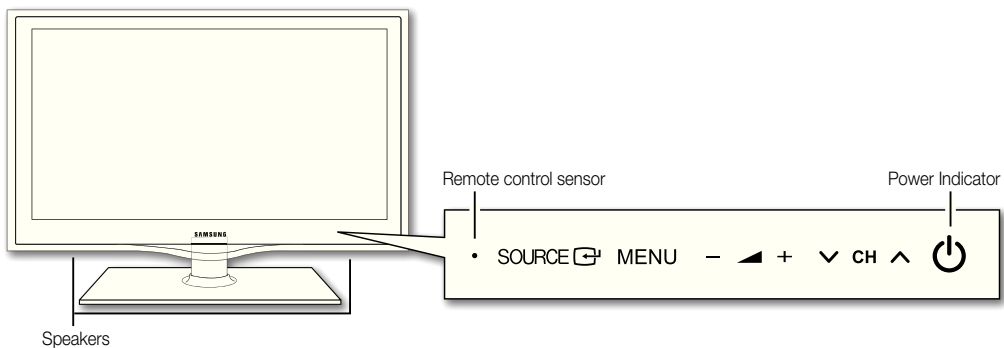 SAMSUNG
Remote control sensor
Power Indicator
SOURCE MENU - + CH
Speakers